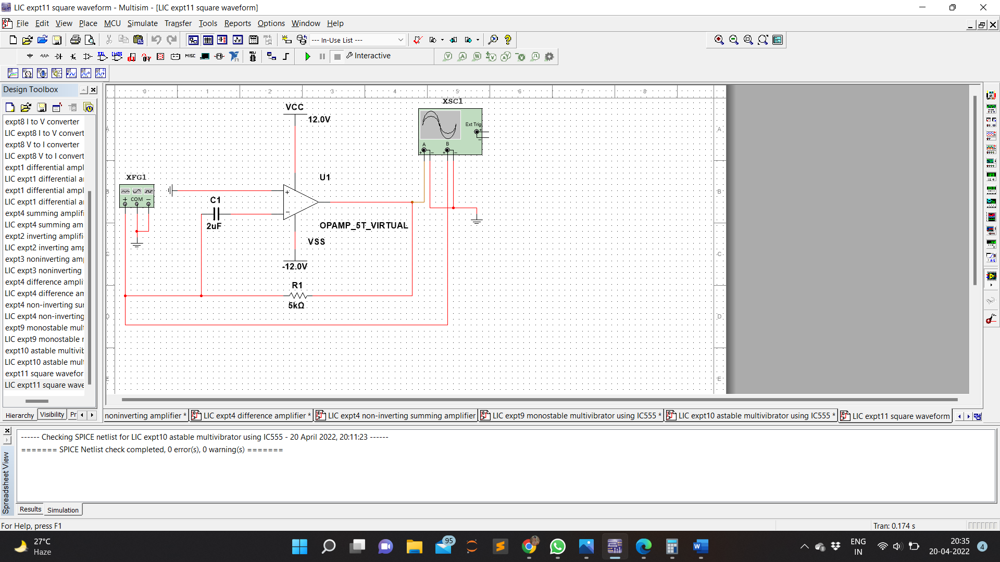 LIC expt11 square waveform - Multisim - [LIC expt11 square waveform]
File Edit View Place MCU Simulate Transfer Tools Reports Options Window Help
--- In-Use List ---
MISC
Interactive
Design Toolbox
expt8 I to V converter
LIC expt8 I to V convert
expt8 V to I converter
LIC expt8 V to I convert
expt1 differential ampl
LIC expt1 differential a
expt1 differential ampl
LIC expt1 differential a
expt4 summing amplifi
LIC expt4 summing am
expt2 inverting amplifi
LIC expt2 inverting amp
expt3 noninverting am
LIC expt3 noninverting
expt4 difference ampli
LIC expt4 difference am
expt4 non-inverting su
LIC expt4 non-inverting
expt9 monostable mult
LIC expt9 monostable r
expt10 astable multivib
LIC expt10 astable mult
expt11 square wavefor
LIC expt11 square wave
Hierarchy Visibility Pr
0 1 2 3 4 5 6 7 8
A A
B B
C C
D D
E E
VCC
12.0V
XSC1
Ext Trig
+
−
A B
+ − + −
XFG1
+ COM −
U1
+
−
C1
2uF
OPAMP_5T_VIRTUAL
VSS
-12.0V
R1
5kΩ
noninverting amplifier * LIC expt4 difference amplifier * LIC expt4 non-inverting summing amplifier LIC expt9 monostable multivibrator using IC555 * LIC expt10 astable multivibrator using IC555 * LIC expt11 square waveform
Spreadsheet View
------ Checking SPICE netlist for LIC expt10 astable multivibrator using IC555 - 20 April 2022, 20:11:23 ------
======= SPICE Netlist check completed, 0 error(s), 0 warning(s) =======
Results Simulation
For Help, press F1
Tran: 0.174 s
27°C
Haze
95
ENG
IN
20:35
20-04-2022
4